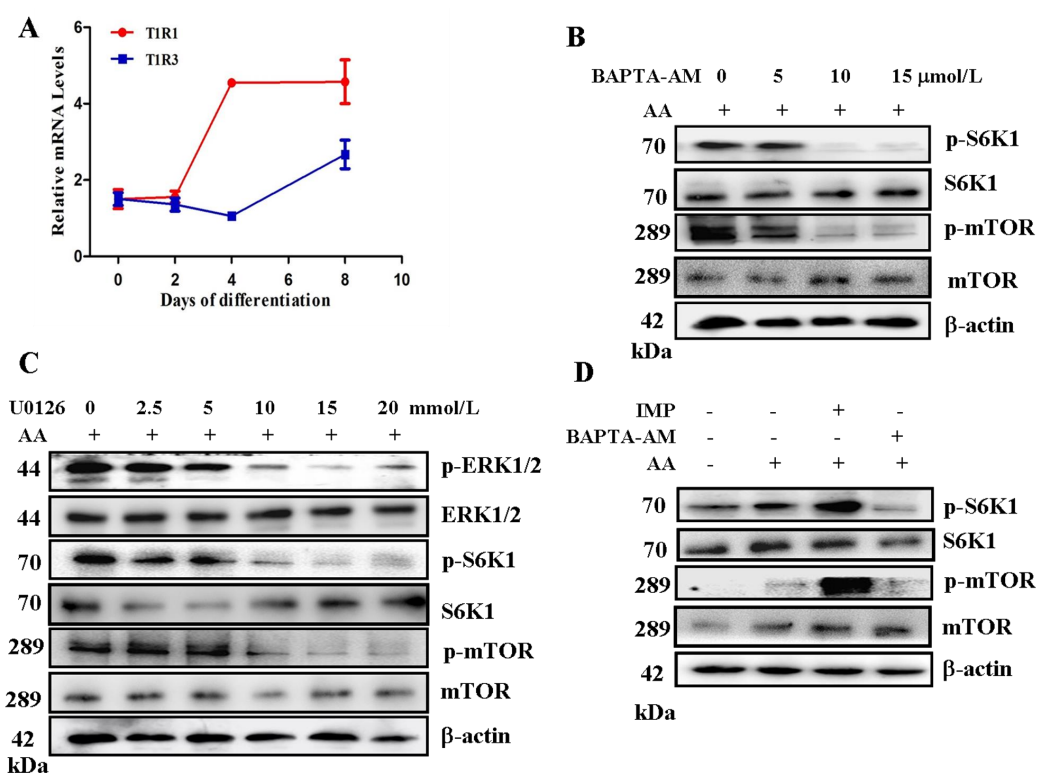 A
T1R1
T1R3
Relative mRNA Levels
6
4
2
0
0 2 4 6 8 10
Days of differentiation
B
BAPTA-AM 0 5 10 15 μmol/L
AA + + + +
70 p-S6K1
70 S6K1
289 p-mTOR
289 mTOR
42 β-actin
kDa
C
U0126 0 2.5 5 10 15 20 mmol/L
AA + + + + + +
44 p-ERK1/2
44 ERK1/2
70 p-S6K1
70 S6K1
289 p-mTOR
289 mTOR
42 β-actin
kDa
D
IMP - - + -
BAPTA-AM - - - +
AA - + + +
70 p-S6K1
70 S6K1
289 p-mTOR
289 mTOR
42 β-actin
kDa